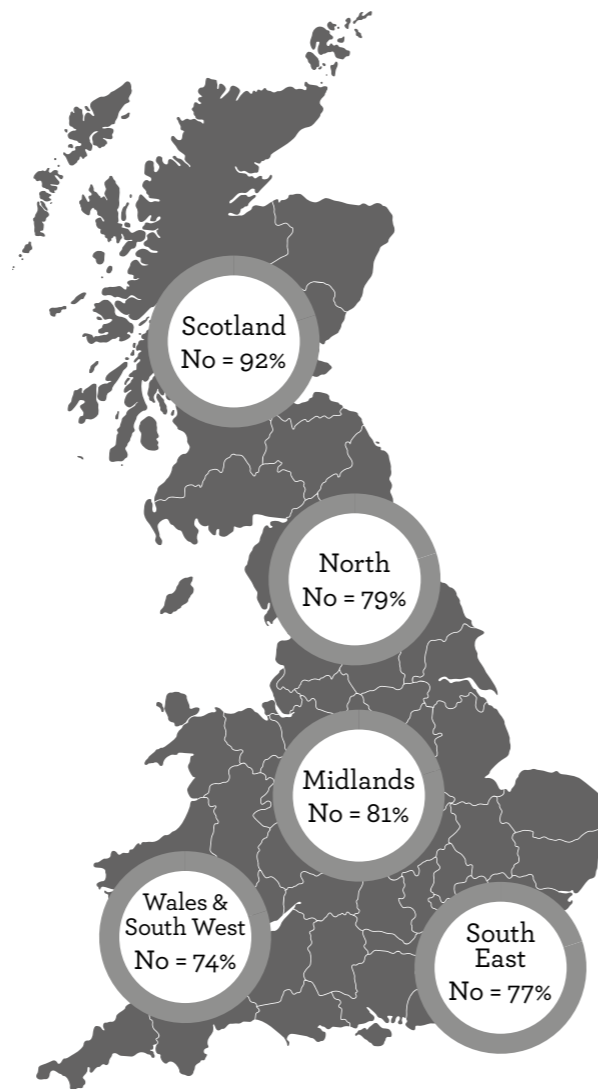 Scotland
No = 92%
North
No = 79%
Midlands
No = 81%
Wales &
South West
No = 74%
South
East
No = 77%